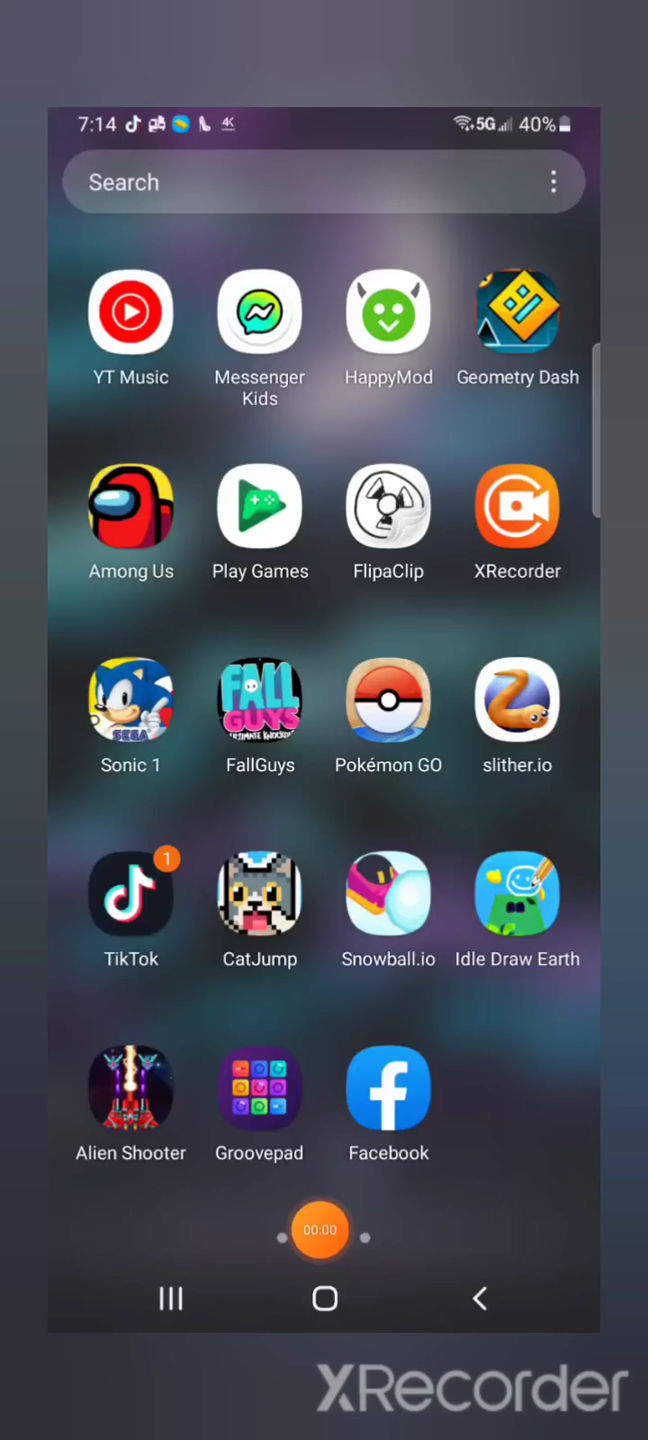 7:14 4K 5G 40%
Search
YT Music
Messenger
Kids
HappyMod
Geometry Dash
Among Us
Play Games
FlipaClip
XRecorder
SEGA
Sonic 1
FALL
GUYS
ULTIMATE KNOCKOUT
FallGuys
Pokémon GO
slither.io
1
TikTok
CatJump
Snowball.io
Idle Draw Earth
Alien Shooter
Groovepad
Facebook
00:00
XRecorder